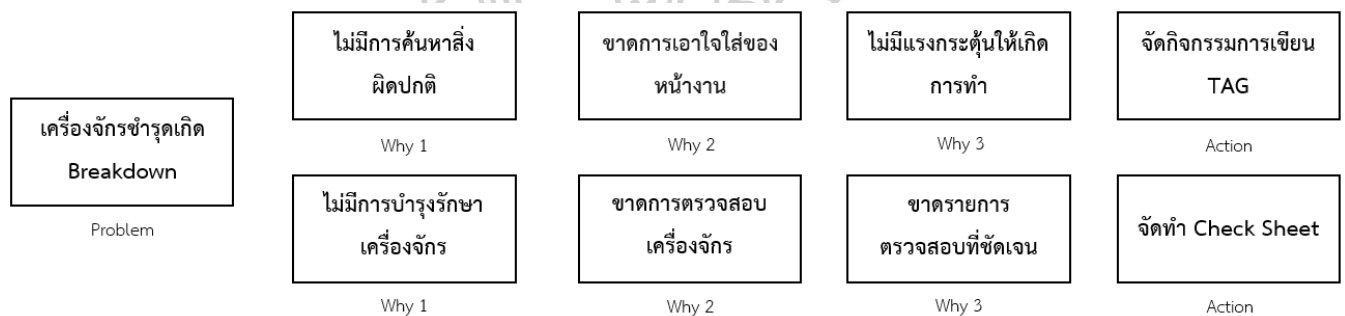 ไม่มีการค้นหาสิ่ง
ผิดปกติ
Why 1
ขาดการเอาใจใส่ของ
หน้างาน
Why 2
ไม่มีแรงกระตุ้นให้เกิด
การทำ
Why 3
จัดกิจกรรมการเขียน
TAG
Action
เครื่องจักรชำรุดเกิด
Breakdown
Problem
ไม่มีการบำรุงรักษา
เครื่องจักร
Why 1
ขาดการตรวจสอบ
เครื่องจักร
Why 2
ขาดรายการ
ตรวจสอบที่ชัดเจน
Why 3
จัดทำ Check Sheet
Action